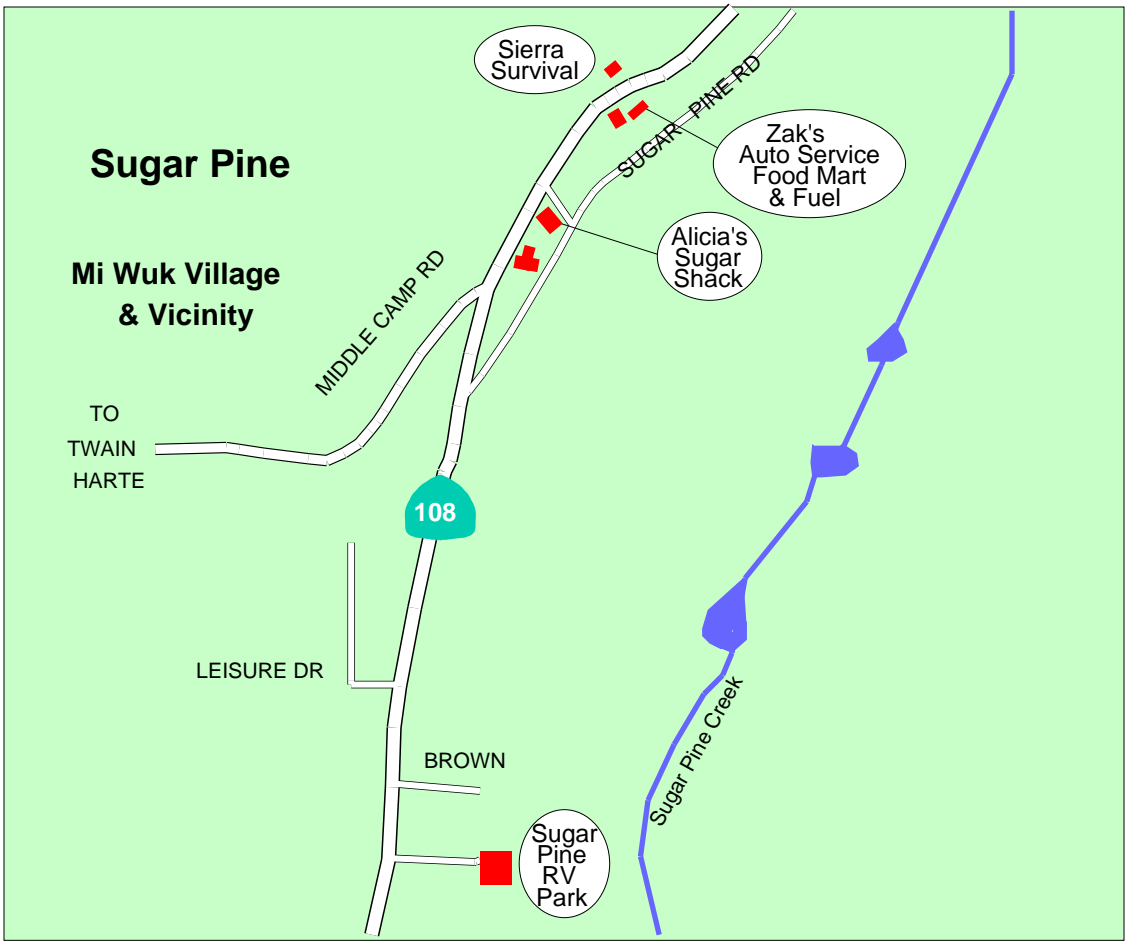 Sierra
Survival
SUGAR PINE RD
Zak's
Auto Service
Food Mart
& Fuel
Sugar Pine
Alicia's
Sugar
Shack
Mi Wuk Village
& Vicinity
MIDDLE CAMP RD
TO
TWAIN
HARTE
108
LEISURE DR
Sugar Pine Creek
BROWN
Sugar
Pine
RV
Park